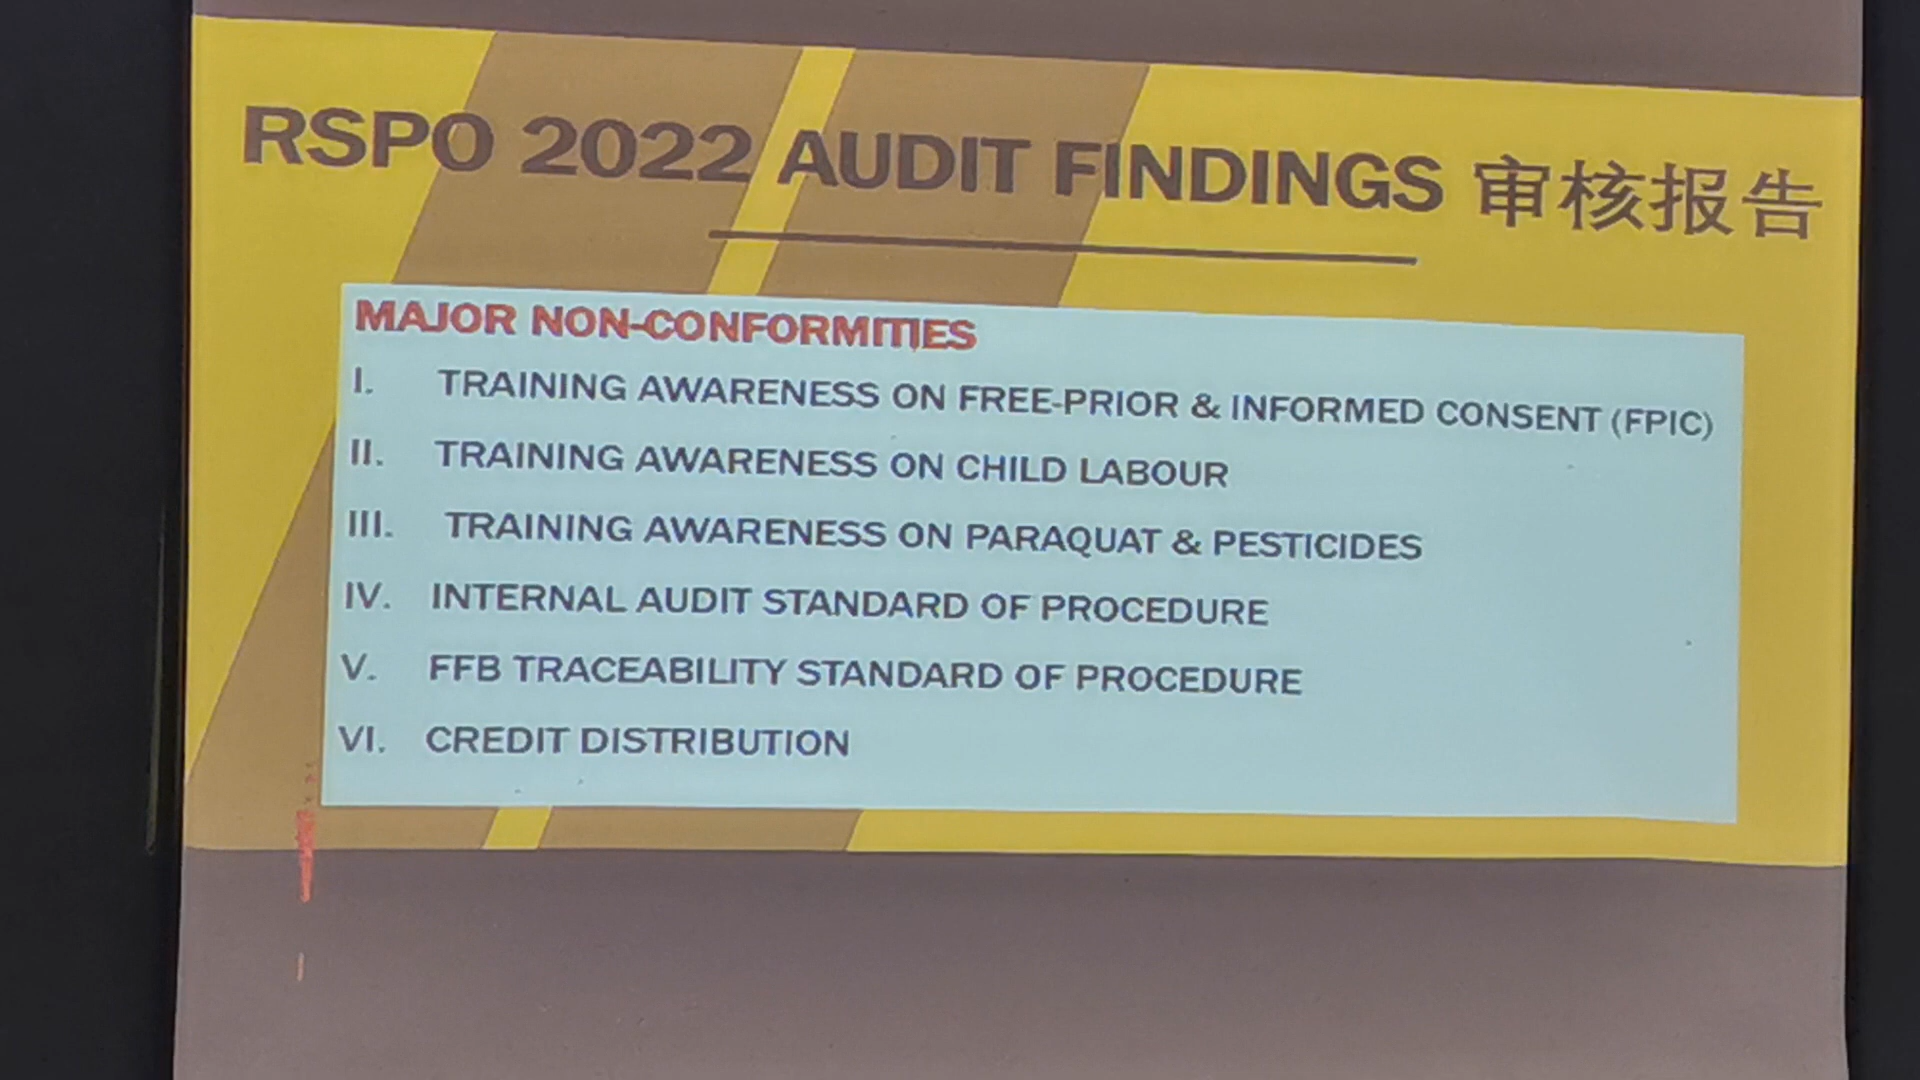 RSPO 2022 AUDIT FINDINGS 审核报告
MAJOR NON-CONFORMITIES
I. TRAINING AWARENESS ON FREE-PRIOR & INFORMED CONSENT (FPIC)
II. TRAINING AWARENESS ON CHILD LABOUR
III. TRAINING AWARENESS ON PARAQUAT & PESTICIDES
IV. INTERNAL AUDIT STANDARD OF PROCEDURE
V. FFB TRACEABILITY STANDARD OF PROCEDURE
VI. CREDIT DISTRIBUTION